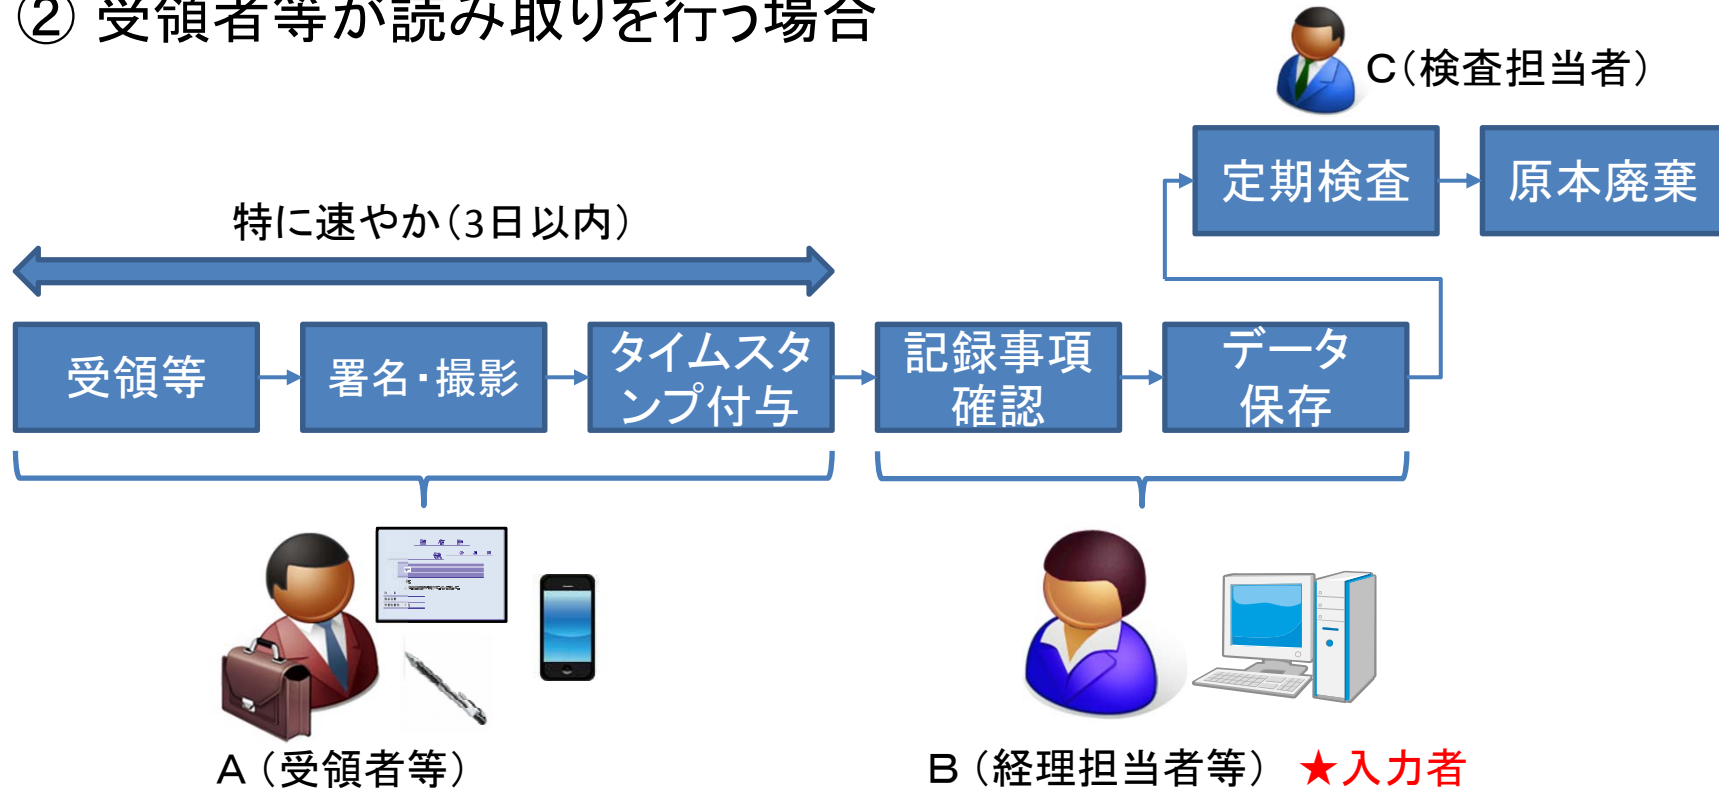 ② 受領者等が読み取りを行う場合
C（検査担当者）
定期検査
原本廃棄
特に速やか（3日以内）
受領等
署名・撮影
タイムスタ
ンプ付与
記録事項
確認
データ
保存
A（受領者等）
B（経理担当者等） ★入力者